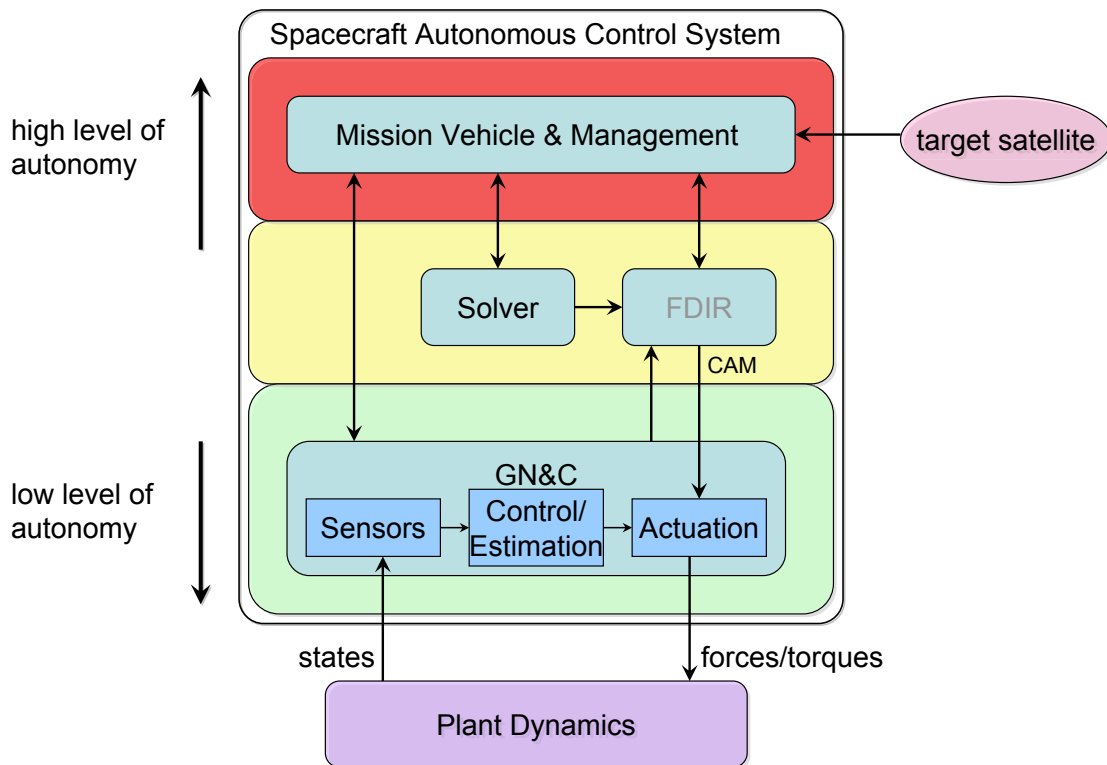 Spacecraft Autonomous Control System
high level of
autonomy
Mission Vehicle & Management
target satellite
Solver
FDIR
CAM
low level of
autonomy
GN&C
Sensors
Control/
Estimation
Actuation
states
forces/torques
Plant Dynamics